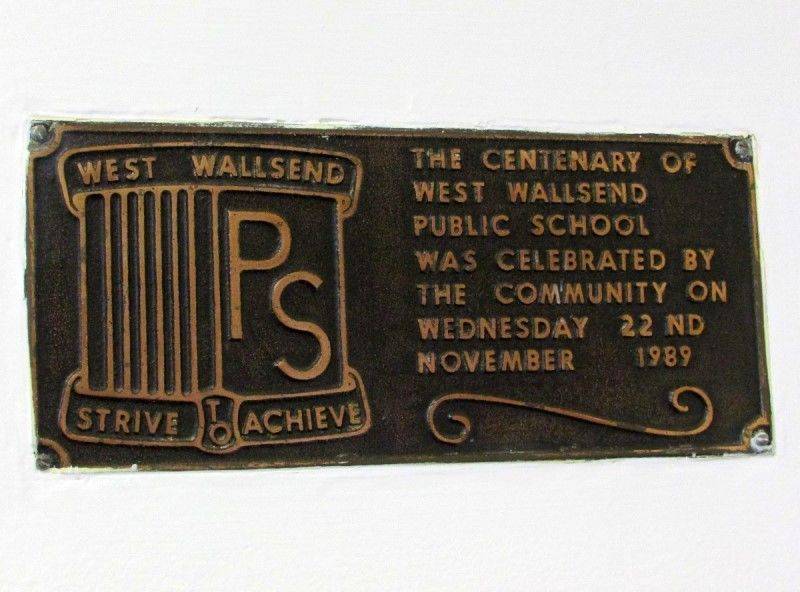 WEST WALLSEND
PS
STRIVE TO ACHIEVE
THE CENTENARY OF
WEST WALLSEND
PUBLIC SCHOOL
WAS CELEBRATED BY
THE COMMUNITY ON
WEDNESDAY 22 ND
NOVEMBER 1989